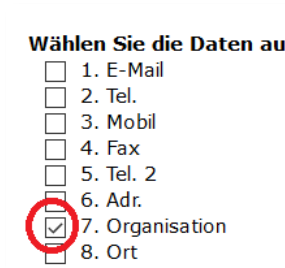 Wählen Sie die Daten au
1. E-Mail
2. Tel.
3. Mobil
4. Fax
5. Tel. 2
6. Adr.
7. Organisation
8. Ort